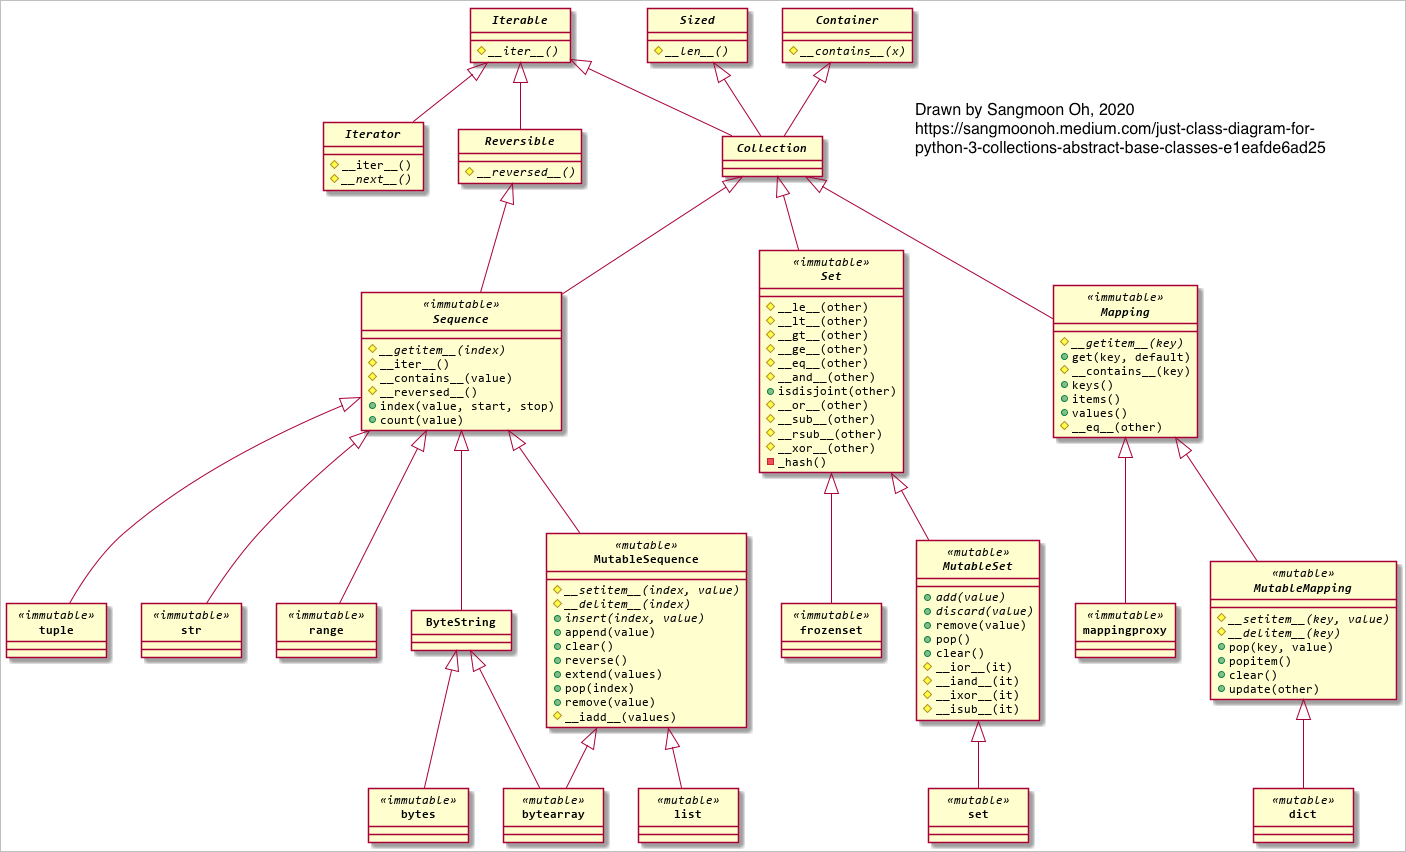 Iterable
__iter__()
Sized
__len__()
Container
__contains__(x)
Drawn by Sangmoon Oh, 2020
https://sangmoonoh.medium.com/just-class-diagram-for-
python-3-collections-abstract-base-classes-e1eafde6ad25
Iterator
__iter__()
__next__()
Reversible
__reversed__()
Collection
«immutable»
Sequence
__getitem__(index)
__iter__()
__contains__(value)
__reversed__()
index(value, start, stop)
count(value)
«immutable»
Set
__le__(other)
__lt__(other)
__gt__(other)
__ge__(other)
__eq__(other)
__and__(other)
isdisjoint(other)
__or__(other)
__sub__(other)
__rsub__(other)
__xor__(other)
_hash()
«immutable»
Mapping
__getitem__(key)
get(key, default)
__contains__(key)
keys()
items()
values()
__eq__(other)
«immutable»
tuple
«immutable»
str
«immutable»
range
ByteString
«mutable»
MutableSequence
__setitem__(index, value)
__delitem__(index)
insert(index, value)
append(value)
clear()
reverse()
extend(values)
pop(index)
remove(value)
__iadd__(values)
«immutable»
frozenset
«mutable»
MutableSet
add(value)
discard(value)
remove(value)
pop()
clear()
__ior__(it)
__iand__(it)
__ixor__(it)
__isub__(it)
«immutable»
mappingproxy
«mutable»
MutableMapping
__setitem__(key, value)
__delitem__(key)
pop(key, value)
popitem()
clear()
update(other)
«immutable»
bytes
«mutable»
bytearray
«mutable»
list
«mutable»
set
«mutable»
dict